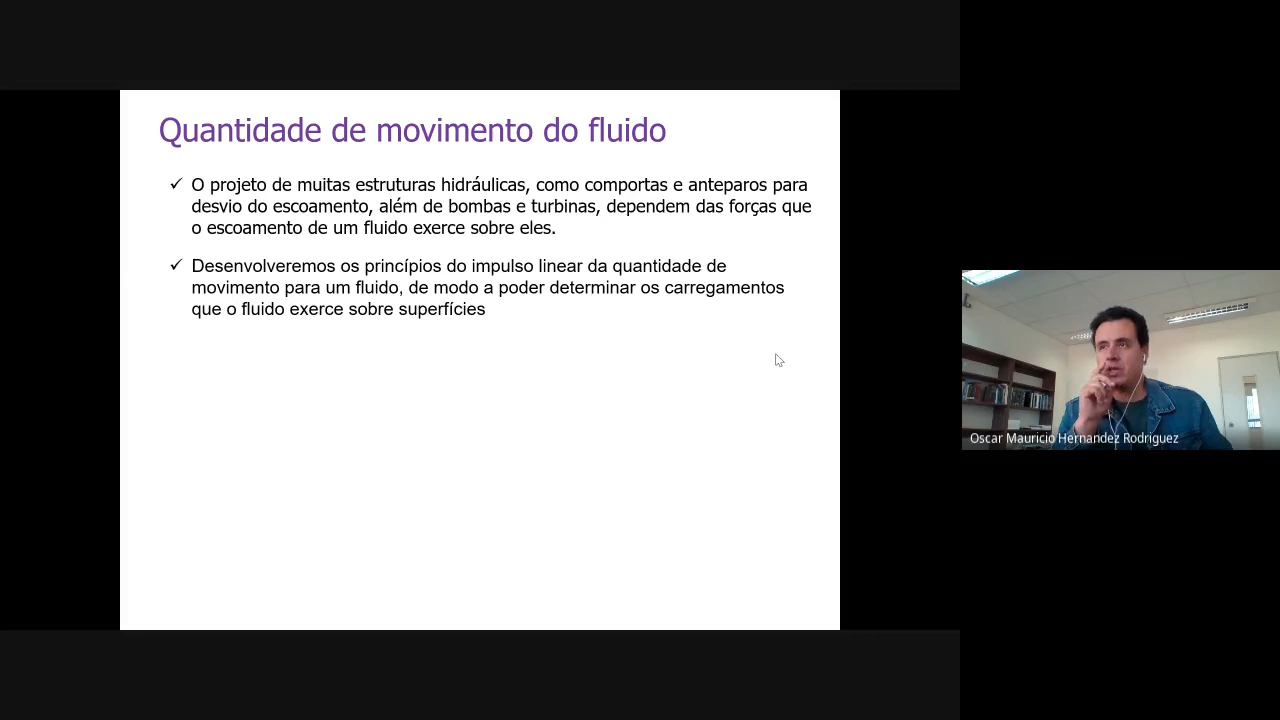 Quantidade de movimento do fluido
✓ O projeto de muitas estruturas hidráulicas, como comportas e anteparos para
desvio do escoamento, além de bombas e turbinas, dependem das forças que
o escoamento de um fluido exerce sobre eles.
✓ Desenvolveremos os princípios do impulso linear da quantidade de
movimento para um fluido, de modo a poder determinar os carregamentos
que o fluido exerce sobre superfícies
Oscar Mauricio Hernandez Rodriguez